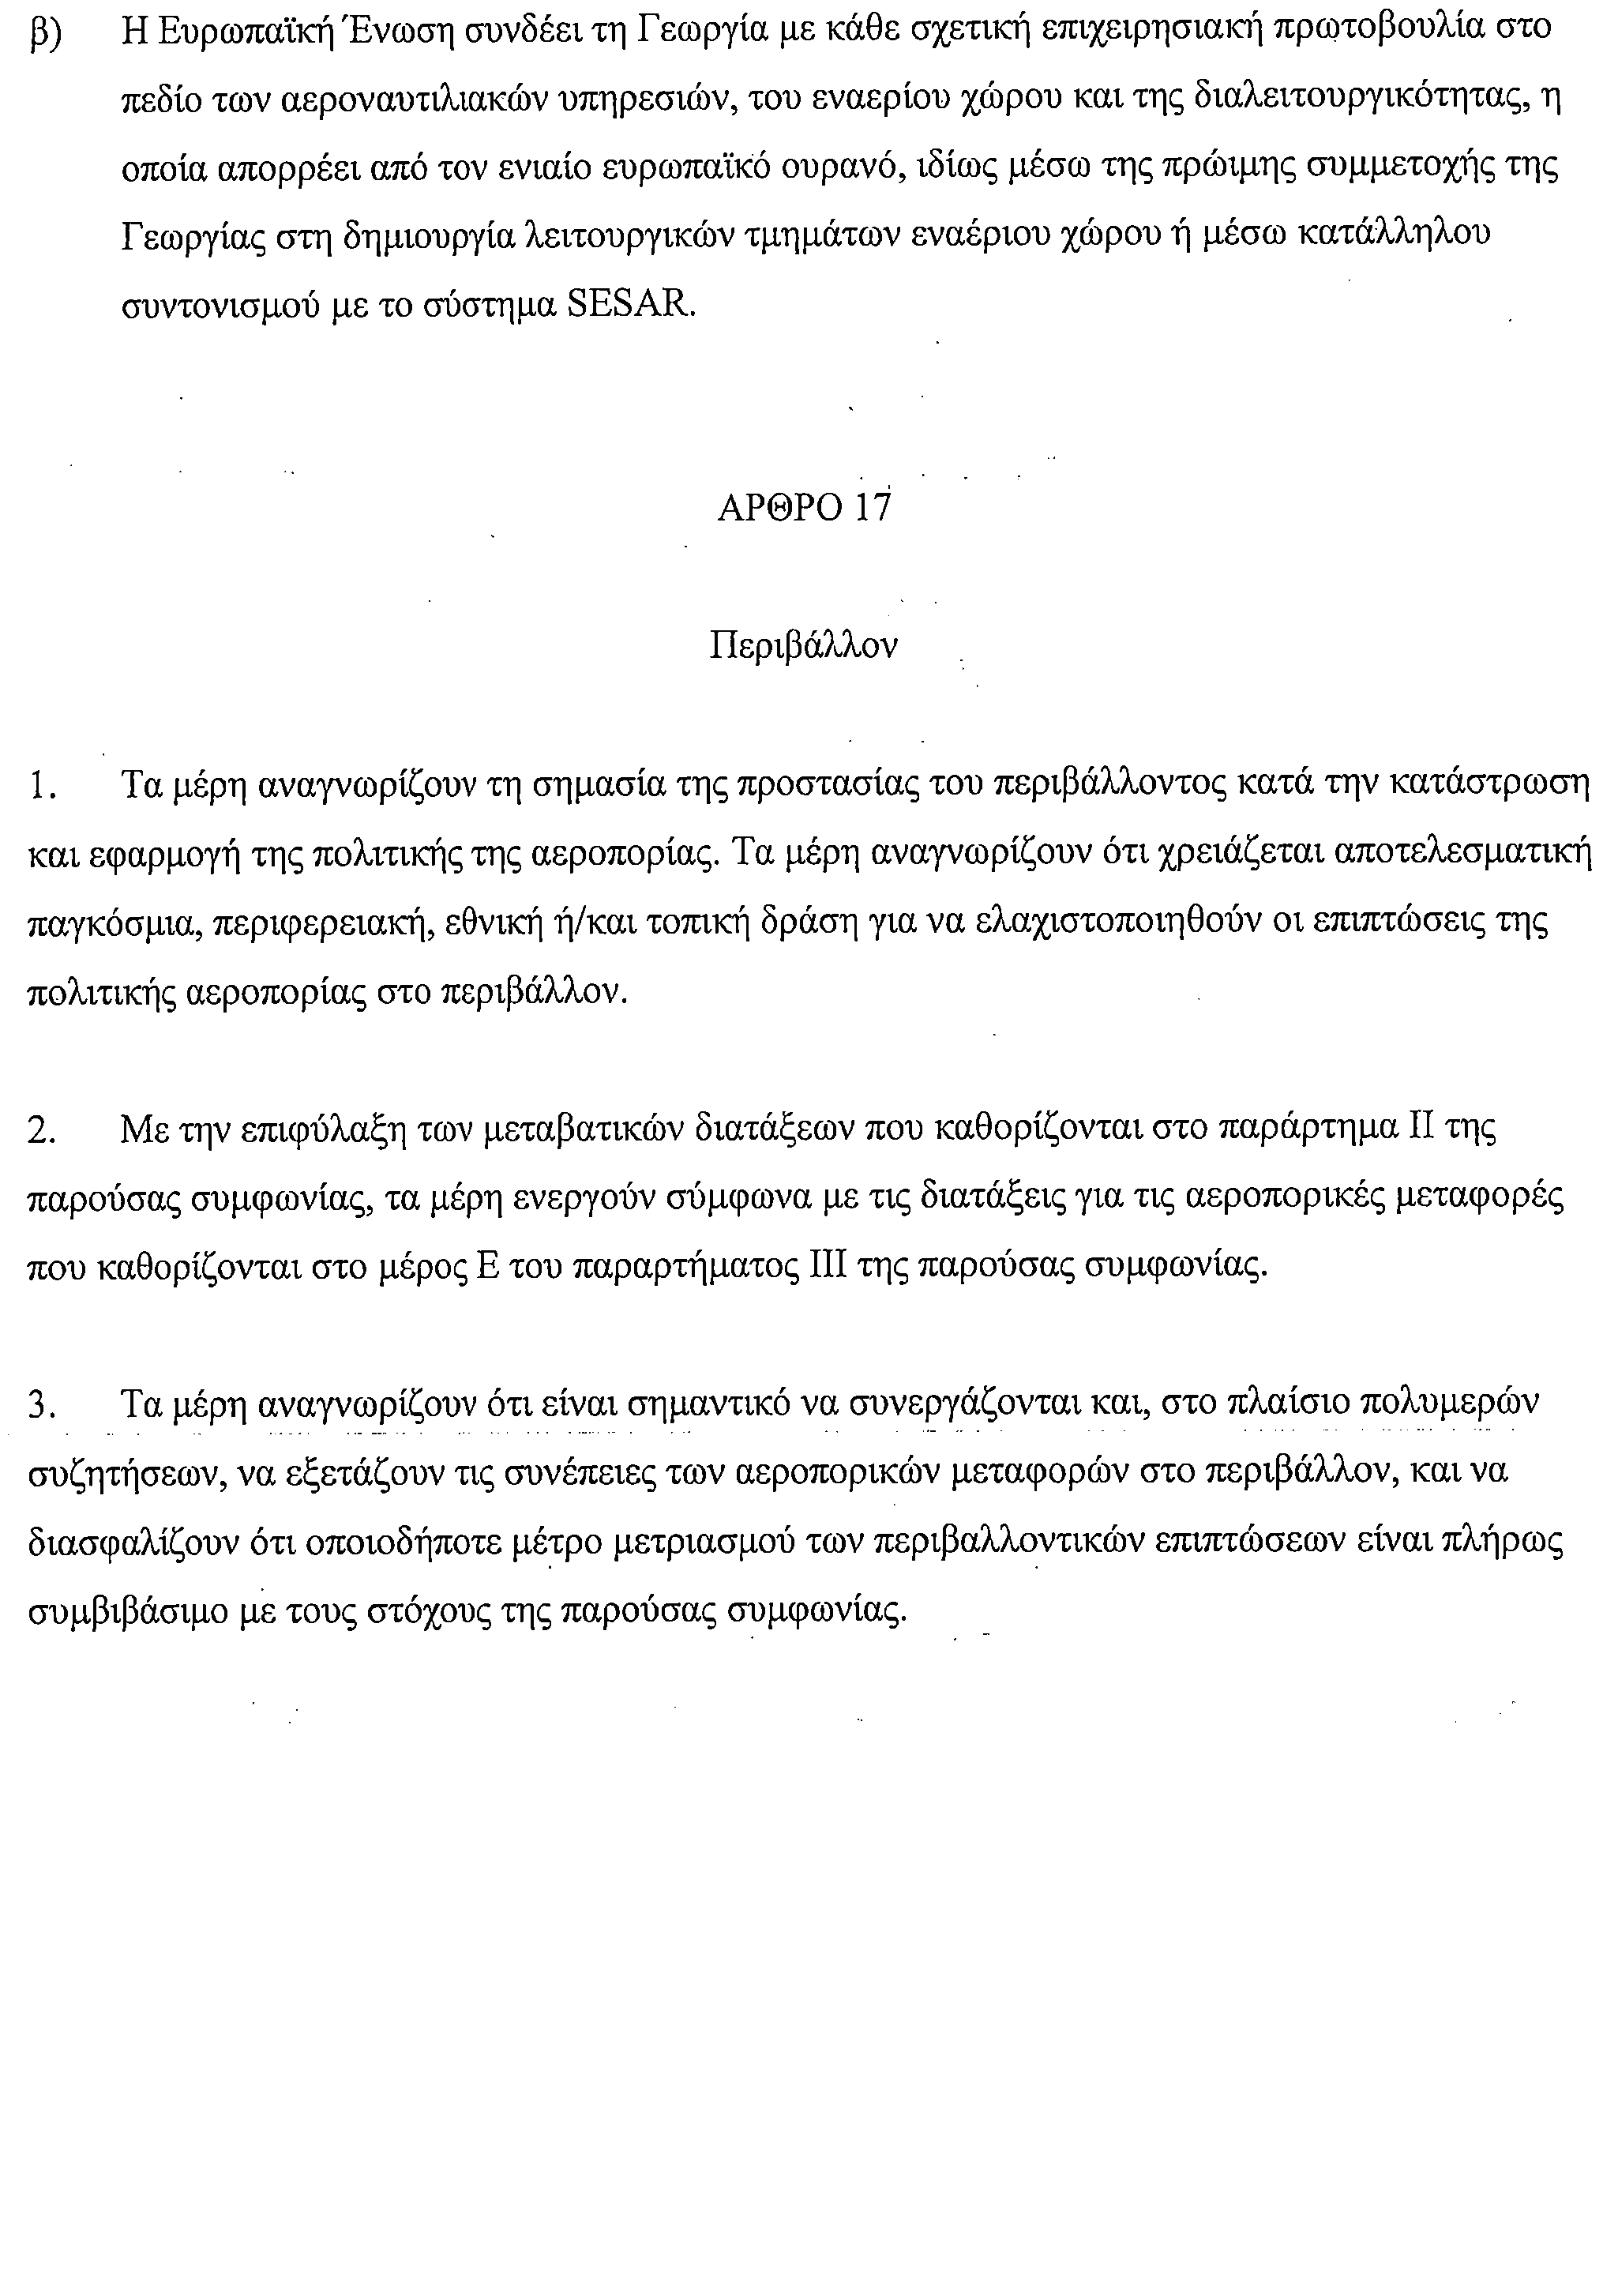 β) Η Ευρωπαϊκή Ένωση συνδέει τη Γεωργία με κάθε σχετική επιχειρησιακή πρωτοβουλία στο
πεδίο των αεροναυτιλιακών υπηρεσιών, του εναερίου χώρου και της διαλειτουργικότητας, η
οποία απορρέει από τον ενιαίο ευρωπαϊκό ουρανό, ιδίως μέσω της πρώιμης συμμετοχής της
Γεωργίας στη δημιουργία λειτουργικών τμημάτων εναέριου χώρου ή μέσω κατάλληλου
συντονισμού με το σύστημα SESAR.
ΑΡΘΡΟ 17
Περιβάλλον
1. Τα μέρη αναγνωρίζουν τη σημασία της προστασίας του περιβάλλοντος κατά την κατάστρωση
και εφαρμογή της πολιτικής της αεροπορίας. Τα μέρη αναγνωρίζουν ότι χρειάζεται αποτελεσματική
παγκόσμια, περιφερειακή, εθνική ή/και τοπική δράση για να ελαχιστοποιηθούν οι επιπτώσεις της
πολιτικής αεροπορίας στο περιβάλλον.
2. Με την επιφύλαξη των μεταβατικών διατάξεων που καθορίζονται στο παράρτημα II της
παρούσας συμφωνίας, τα μέρη ενεργούν σύμφωνα με τις διατάξεις για τις αεροπορικές μεταφορές
που καθορίζονται στο μέρος Ε του παραρτήματος III της παρούσας συμφωνίας.
3. Τα μέρη αναγνωρίζουν ότι είναι σημαντικό να συνεργάζονται και, στο πλαίσιο πολυμερών
συζητήσεων, να εξετάζουν τις συνέπειες των αεροπορικών μεταφορών στο περιβάλλον, και να
διασφαλίζουν ότι οποιοδήποτε μέτρο μετριασμού των περιβαλλοντικών επιπτώσεων είναι πλήρως
συμβιβάσιμο με τους στόχους της παρούσας συμφωνίας.